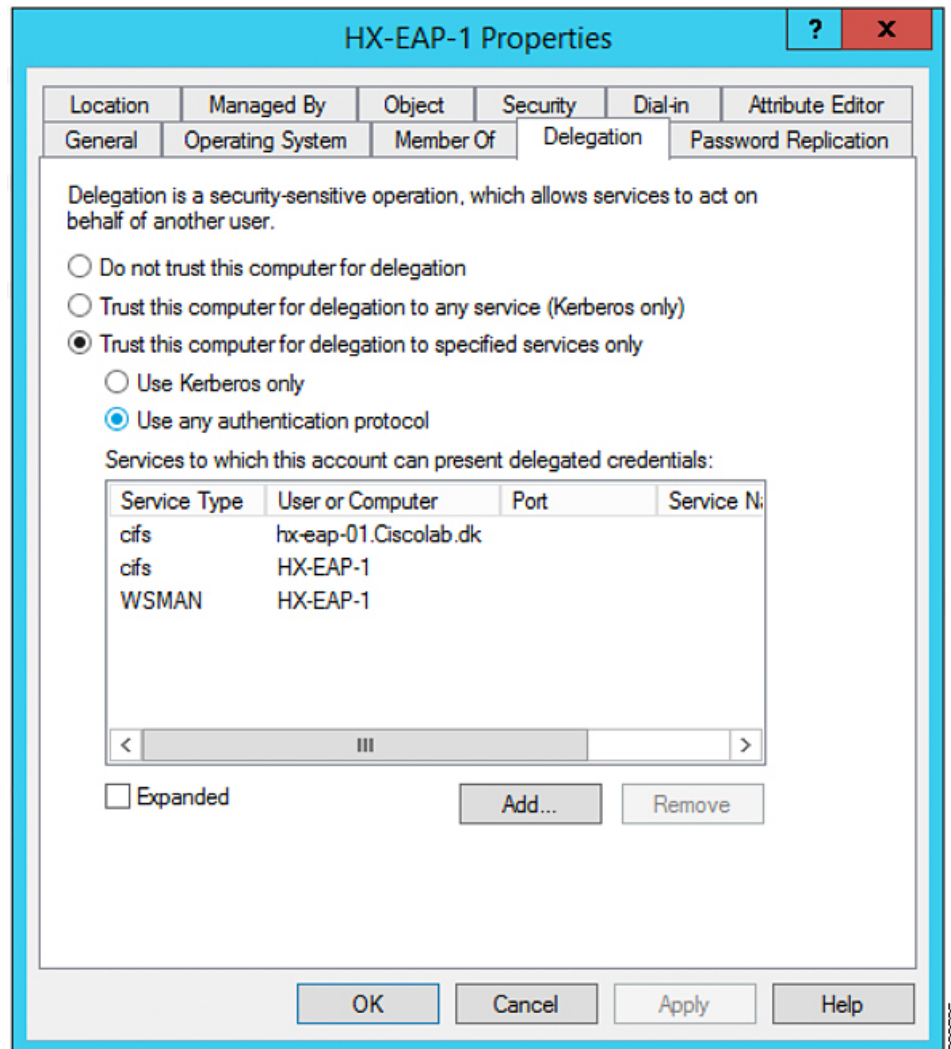 HX-EAP-1 Properties
? x
Location Managed By Object Security Dial-in Attribute Editor
General Operating System Member Of Delegation Password Replication
Delegation is a security-sensitive operation, which allows services to act on
behalf of another user.
Do not trust this computer for delegation
Trust this computer for delegation to any service (Kerberos only)
Trust this computer for delegation to specified services only
Use Kerberos only
Use any authentication protocol
Services to which this account can present delegated credentials:
Service Type User or Computer Port Service Na
cifs hx-eap-01.Ciscolab.dk
cifs HX-EAP-1
WSMAN HX-EAP-1
Expanded Add... Remove
OK Cancel Apply Help